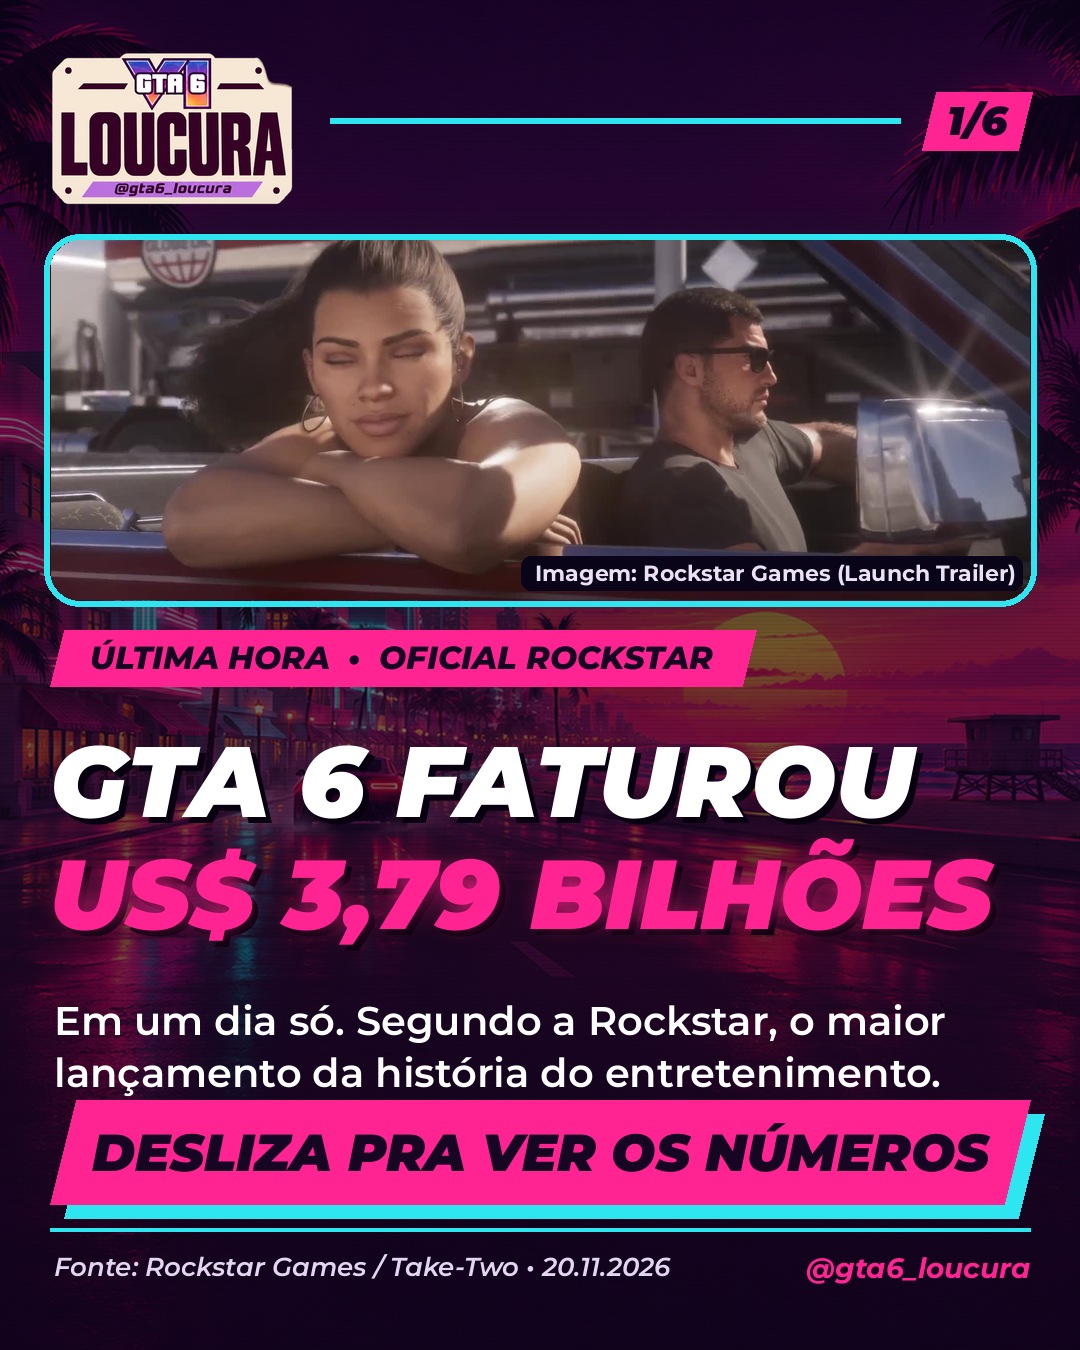 GTA 6
LOUCURA
@gta6_loucura
1/6
Imagem: Rockstar Games (Launch Trailer)
ÚLTIMA HORA • OFICIAL ROCKSTAR
GTA 6 FATUROU
US$ 3,79 BILHÕES
Em um dia só. Segundo a Rockstar, o maior
lançamento da história do entretenimento.
DESLIZA PRA VER OS NÚMEROS
Fonte: Rockstar Games / Take-Two • 20.11.2026
@gta6_loucura